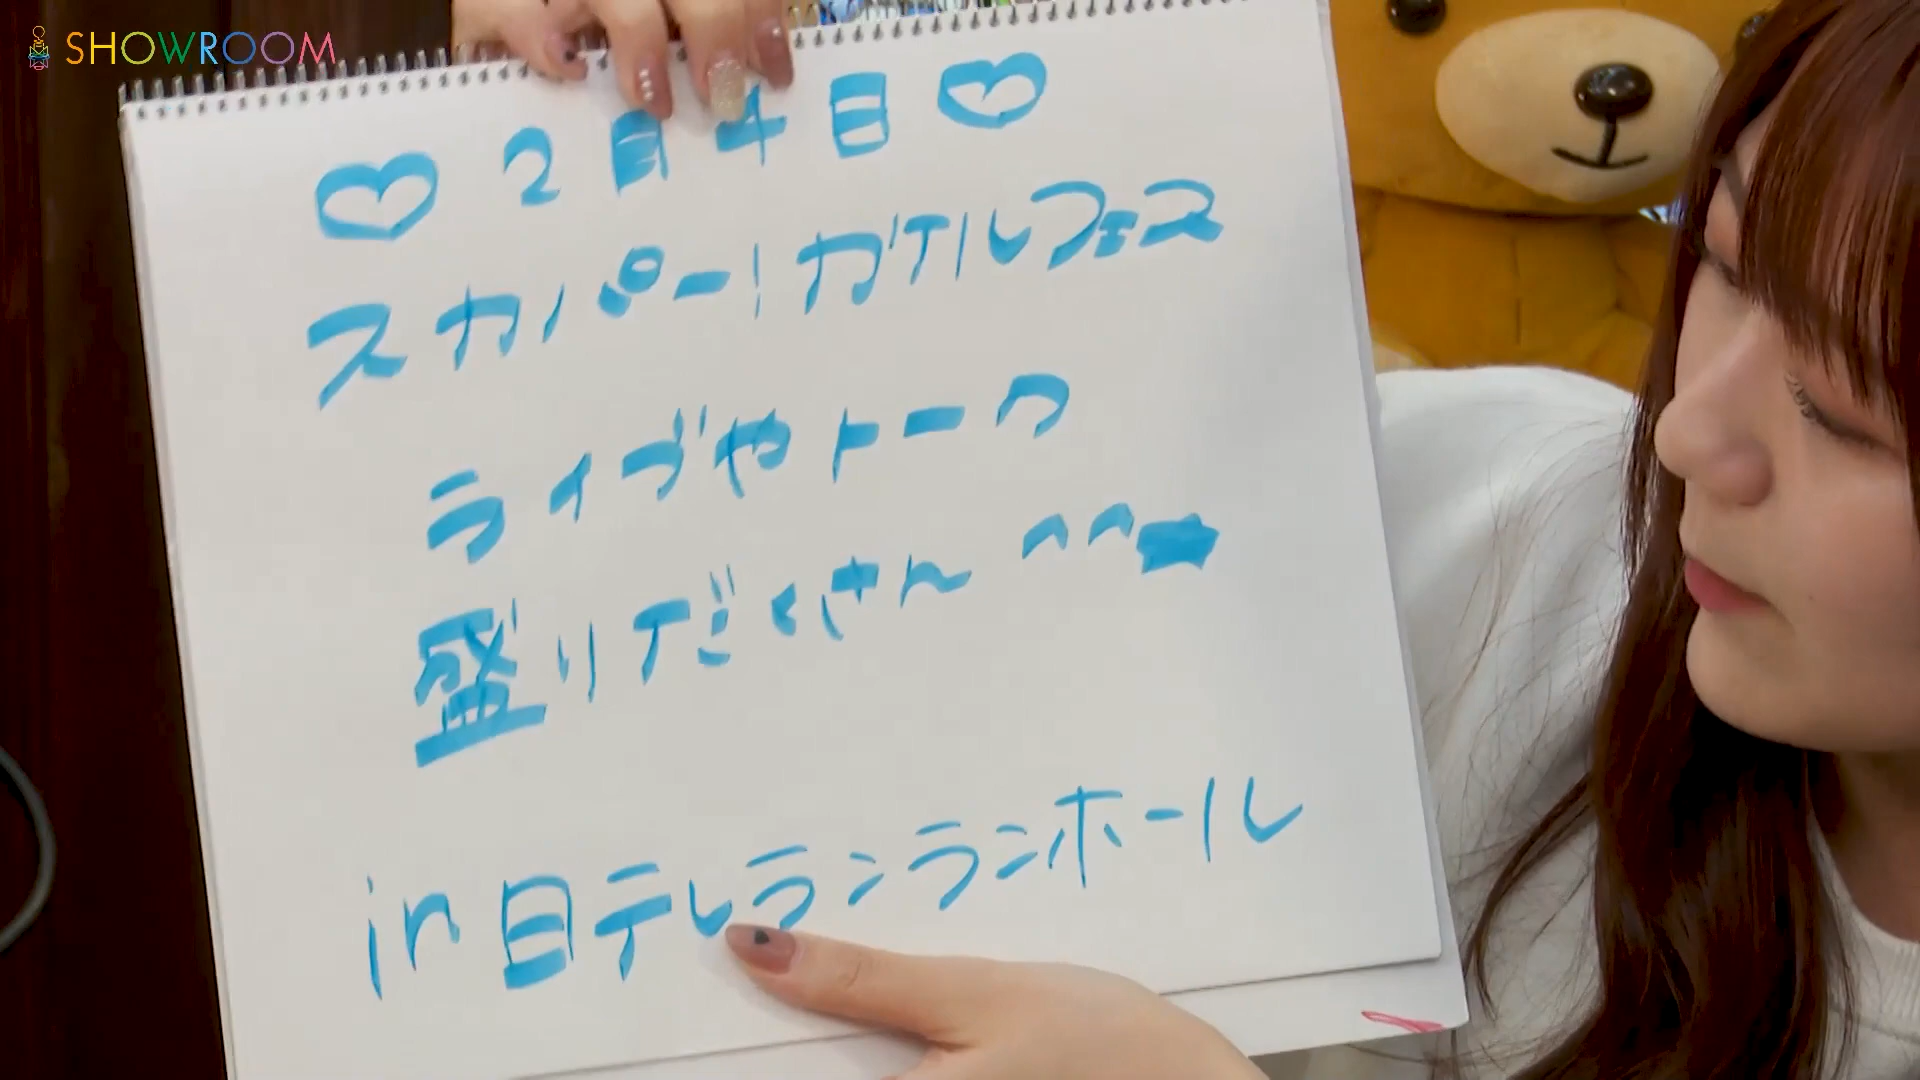 SHOWROOM
♡2月4日♡
スカパー!ガールフェス
ライブやトーク
盛りだくさん^^★
in日テレランランホール